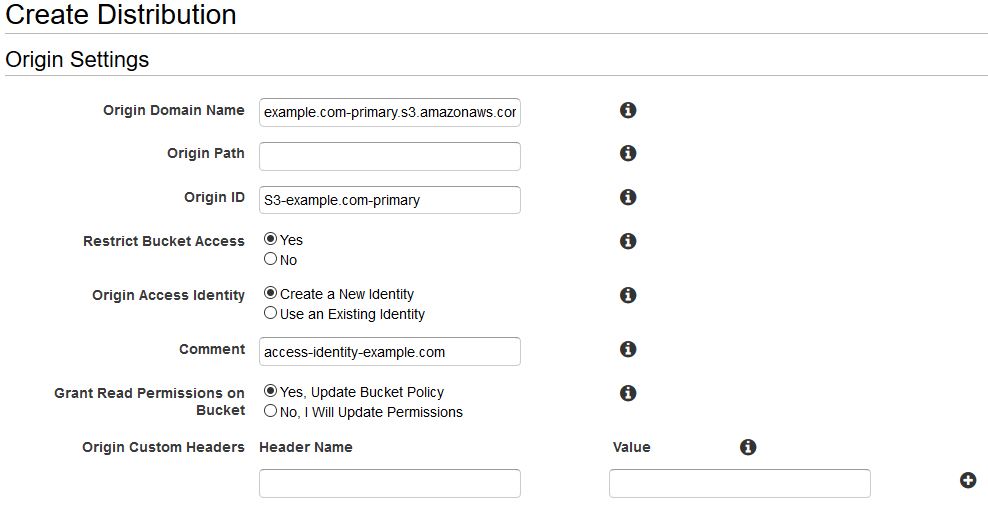 Create Distribution
Origin Settings
Origin Domain Name example.com-primary.s3.amazonaws.cor
Origin Path
Origin ID S3-example.com-primary
Restrict Bucket Access Yes
No
Origin Access Identity Create a New Identity
Use an Existing Identity
Comment access-identity-example.com
Grant Read Permissions on Yes, Update Bucket Policy
Bucket No, I Will Update Permissions
Origin Custom Headers Header Name Value